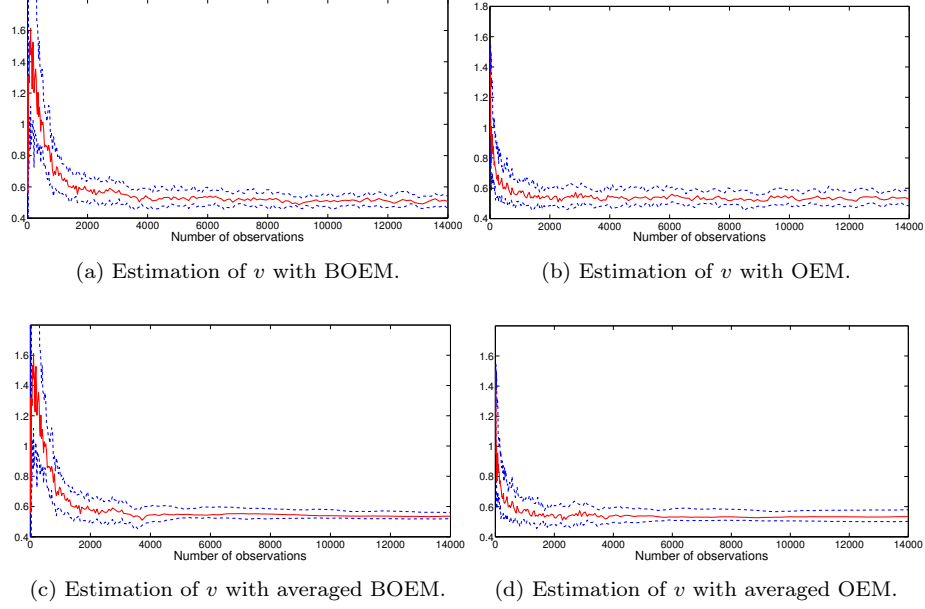 1.6
1.4
1.2
1
0.8
0.6
0.4
0 2000 4000 6000 8000 10000 12000 14000
Number of observations
(a) Estimation of v with BOEM.
1.8
1.6
1.4
1.2
1
0.8
0.6
0.4
0 2000 4000 6000 8000 10000 12000 14000
Number of observations
(b) Estimation of v with OEM.
1.6
1.4
1.2
1
0.8
0.6
0.4
0 2000 4000 6000 8000 10000 12000 14000
Number of observations
(c) Estimation of v with averaged BOEM.
1.6
1.4
1.2
1
0.8
0.6
0.4
0 2000 4000 6000 8000 10000 12000 14000
Number of observations
(d) Estimation of v with averaged OEM.